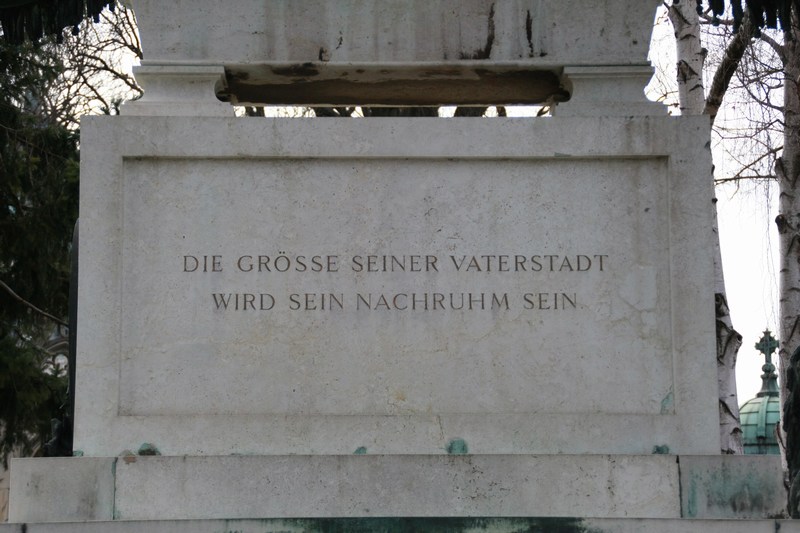 DIE GRÖSSE SEINER VATERSTADT
WIRD SEIN NACHRUHM SEIN